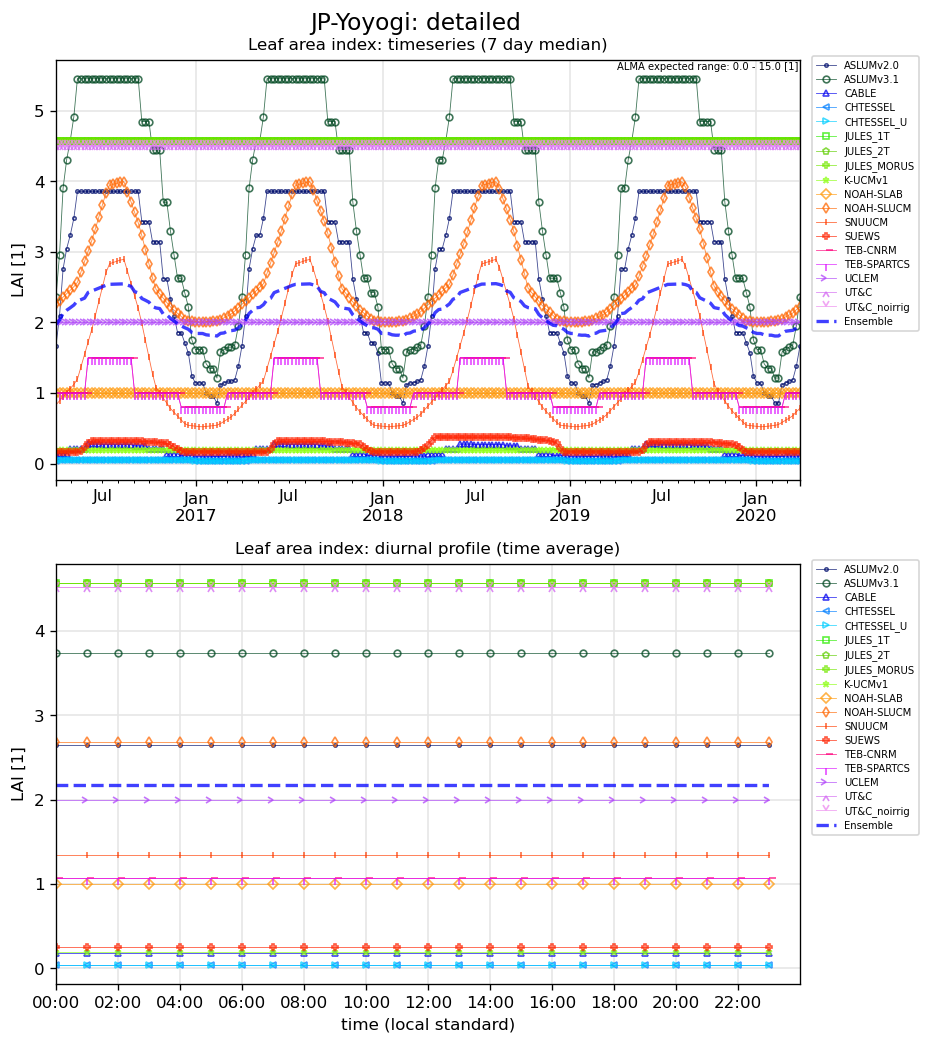 JP-Yoyogi: detailed
Leaf area index: timeseries (7 day median)
ALMA expected range: 0.0 - 15.0 [1]
LAI [1]
5
4
3
2
1
0
Jul
Jan
2017
Jul
Jan
2018
Jul
Jan
2019
Jul
Jan
2020
ASLUMv2.0
ASLUMv3.1
CABLE
CHTESSEL
CHTESSEL_U
JULES_1T
JULES_2T
JULES_MORUS
K-UCMv1
NOAH-SLAB
NOAH-SLUCM
SNUUCM
SUEWS
TEB-CNRM
TEB-SPARTCS
UCLEM
UT&C
UT&C_noirrig
Ensemble
Leaf area index: diurnal profile (time average)
LAI [1]
4
3
2
1
0
00:00
02:00
04:00
06:00
08:00
10:00
12:00
14:00
16:00
18:00
20:00
22:00
time (local standard)
ASLUMv2.0
ASLUMv3.1
CABLE
CHTESSEL
CHTESSEL_U
JULES_1T
JULES_2T
JULES_MORUS
K-UCMv1
NOAH-SLAB
NOAH-SLUCM
SNUUCM
SUEWS
TEB-CNRM
TEB-SPARTCS
UCLEM
UT&C
UT&C_noirrig
Ensemble